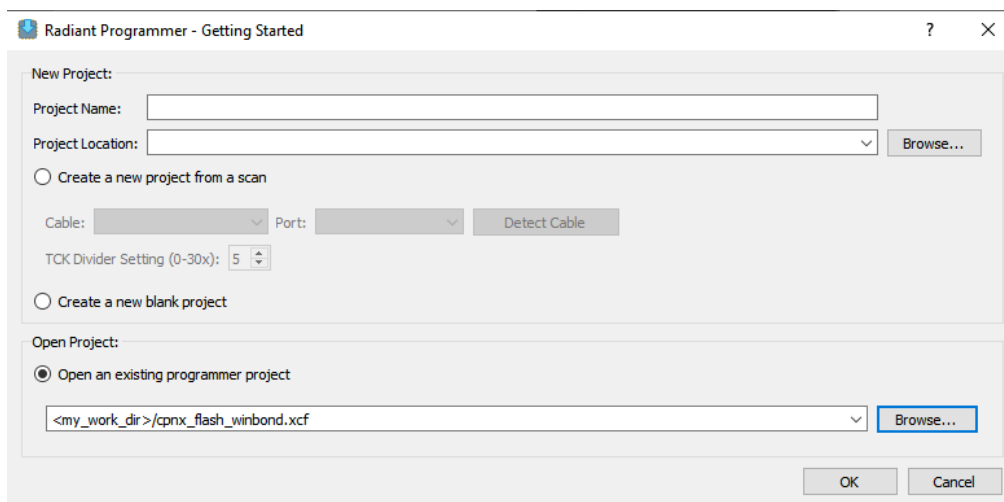 Radiant Programmer - Getting Started ?
New Project:
Project Name:
Project Location: Browse...
Create a new project from a scan
Cable: Port: Detect Cable
TCK Divider Setting (0-30x): 5
Create a new blank project
Open Project:
Open an existing programmer project
<my_work_dir>/cpnx_flash_winbond.xcf Browse...
OK Cancel